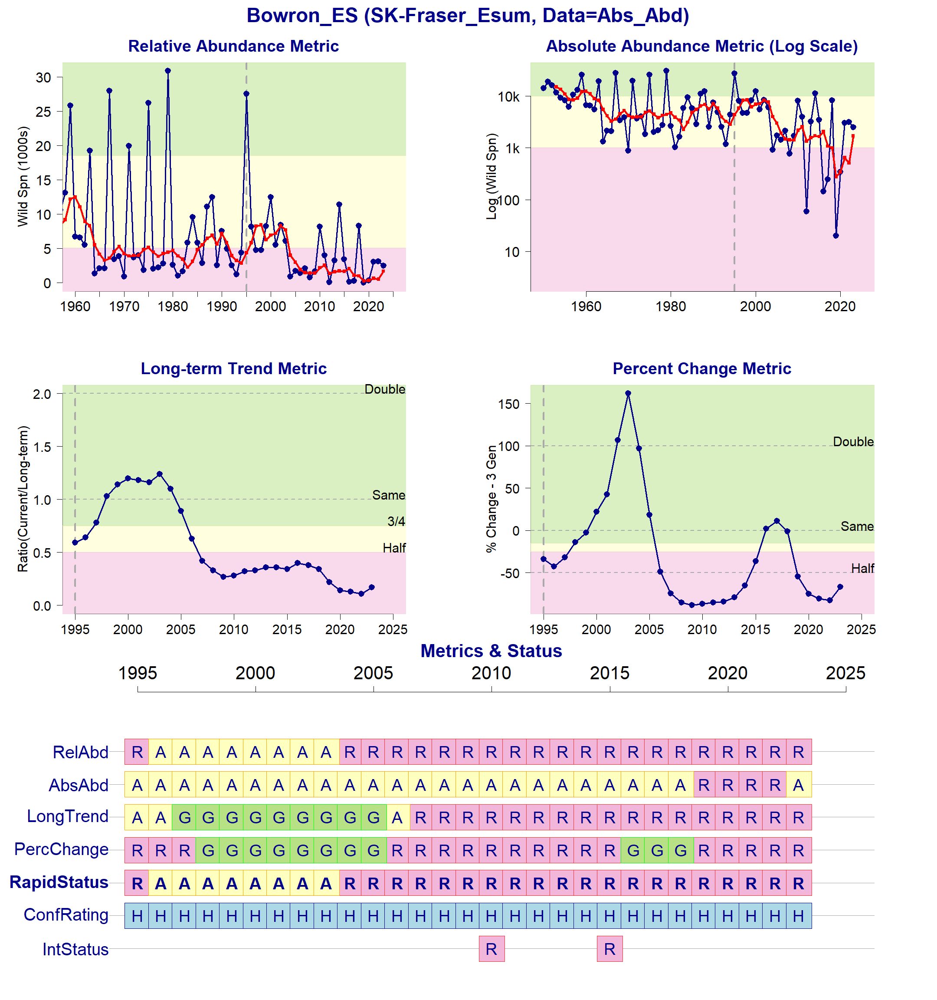 Bowron_ES (SK-Fraser_Esum, Data=Abs_Abd)
Relative Abundance Metric
Wild Spn (1000s)
30
25
20
15
10
5
0
1960 1970 1980 1990 2000 2010 2020
Absolute Abundance Metric (Log Scale)
Log (Wild Spn)
10k
1k
100
10
1960 1980 2000 2020
Long-term Trend Metric
Ratio(Current/Long-term)
2.0
1.5
1.0
0.5
0.0
Double
Same
3/4
Half
1995 2000 2005 2010 2015 2020 2025
Percent Change Metric
% Change - 3 Gen
150
100
50
0
-50
Double
Same
Half
1995 2000 2005 2010 2015 2020 2025
Metrics & Status
1995 2000 2005 2010 2015 2020 2025
RelAbd R A A A A A A A A R R R R R R R R R R R R R R R R R R R R
AbsAbd A A A A A A A A A A A A A A A A A A A A A A A A R R R R A
LongTrend A A G G G G G G G G G A R R R R R R R R R R R R R R R R R
PercChange R R R G G G G G G G G R R R R R R R R R R G G G R R R R R
RapidStatus R A A A A A A A A R R R R R R R R R R R R R R R R R R R R
ConfRating H H H H H H H H H H H H H H H H H H H H H H H H H H H H H
IntStatus R R